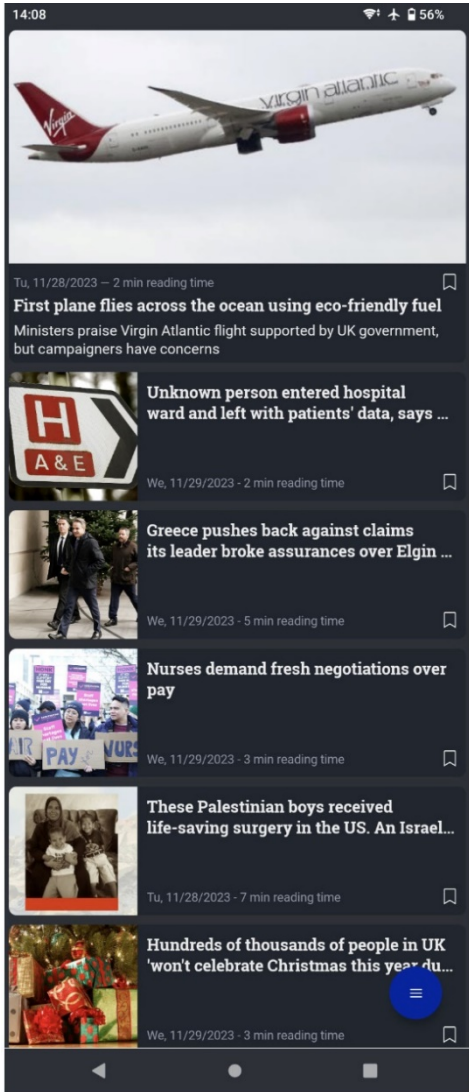 14:08
56%
Virgin
virgin atlantic
Tu, 11/28/2023 — 2 min reading time
First plane flies across the ocean using eco-friendly fuel
Ministers praise Virgin Atlantic flight supported by UK government,
but campaigners have concerns
H
A & E
Unknown person entered hospital
ward and left with patients' data, says ...
We, 11/29/2023 - 2 min reading time
Greece pushes back against claims
its leader broke assurances over Elgin ...
We, 11/29/2023 - 5 min reading time
PAY
NURS
Nurses demand fresh negotiations over
pay
We, 11/29/2023 - 3 min reading time
These Palestinian boys received
life-saving surgery in the US. An Israel...
Tu, 11/28/2023 - 7 min reading time
Hundreds of thousands of people in UK
'won't celebrate Christmas this year du...
We, 11/29/2023 - 3 min reading time